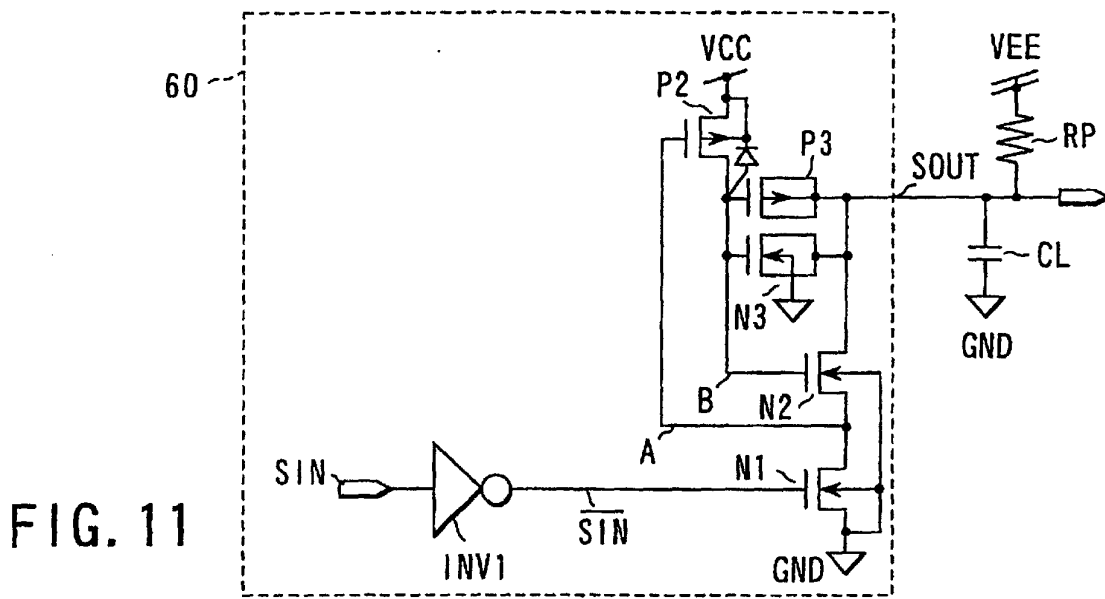 60
VCC
P2
P3
SOUT
VEE
RP
CL
GND
N3
B
N2
A
N1
SIN
INV1
SIN
GND
FIG. 11